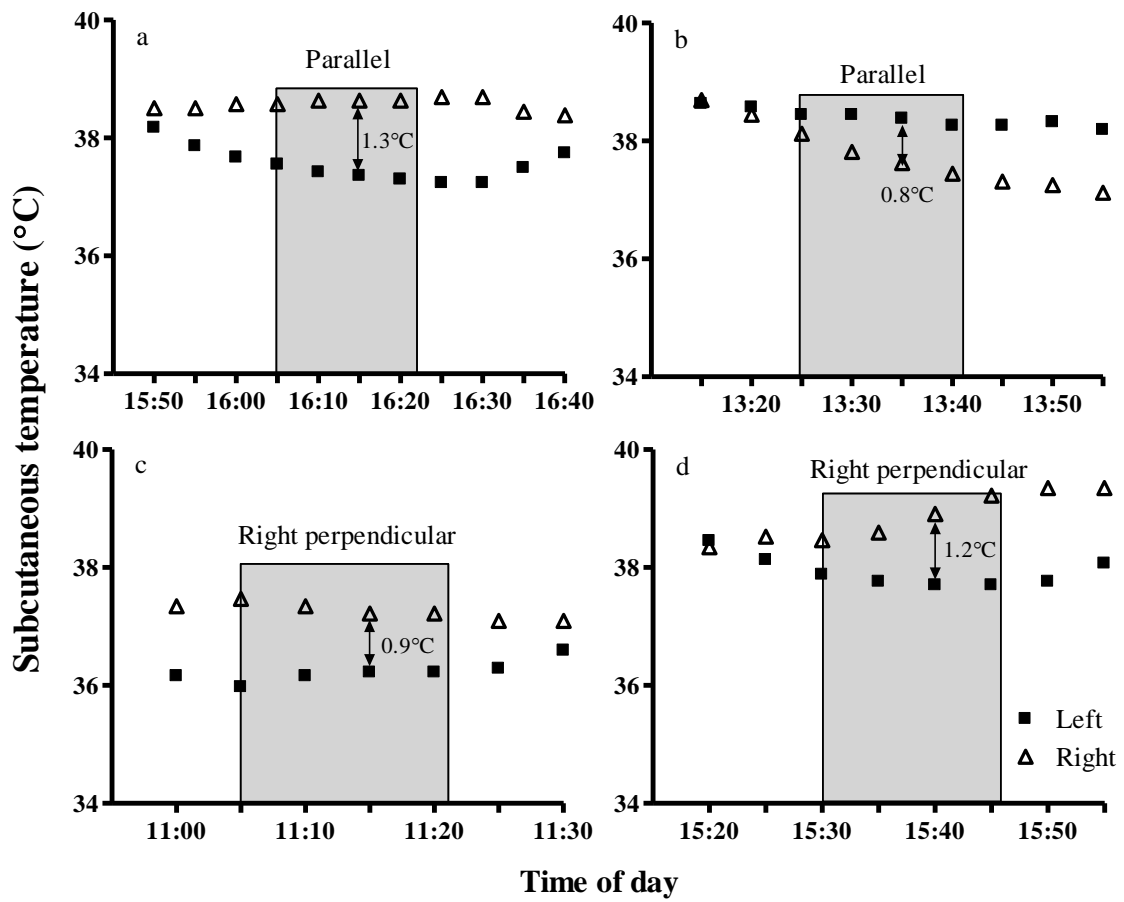 Subcutaneous temperature (°C)
a
Parallel
1.3°C
40
38
36
34
15:50 16:00 16:10 16:20 16:30 16:40
b
Parallel
0.8°C
40
38
36
34
13:20 13:30 13:40 13:50
c
Right perpendicular
0.9°C
40
38
36
34
11:00 11:10 11:20 11:30
d
Right perpendicular
1.2°C
40
38
36
34
15:20 15:30 15:40 15:50
Left
Right
Time of day